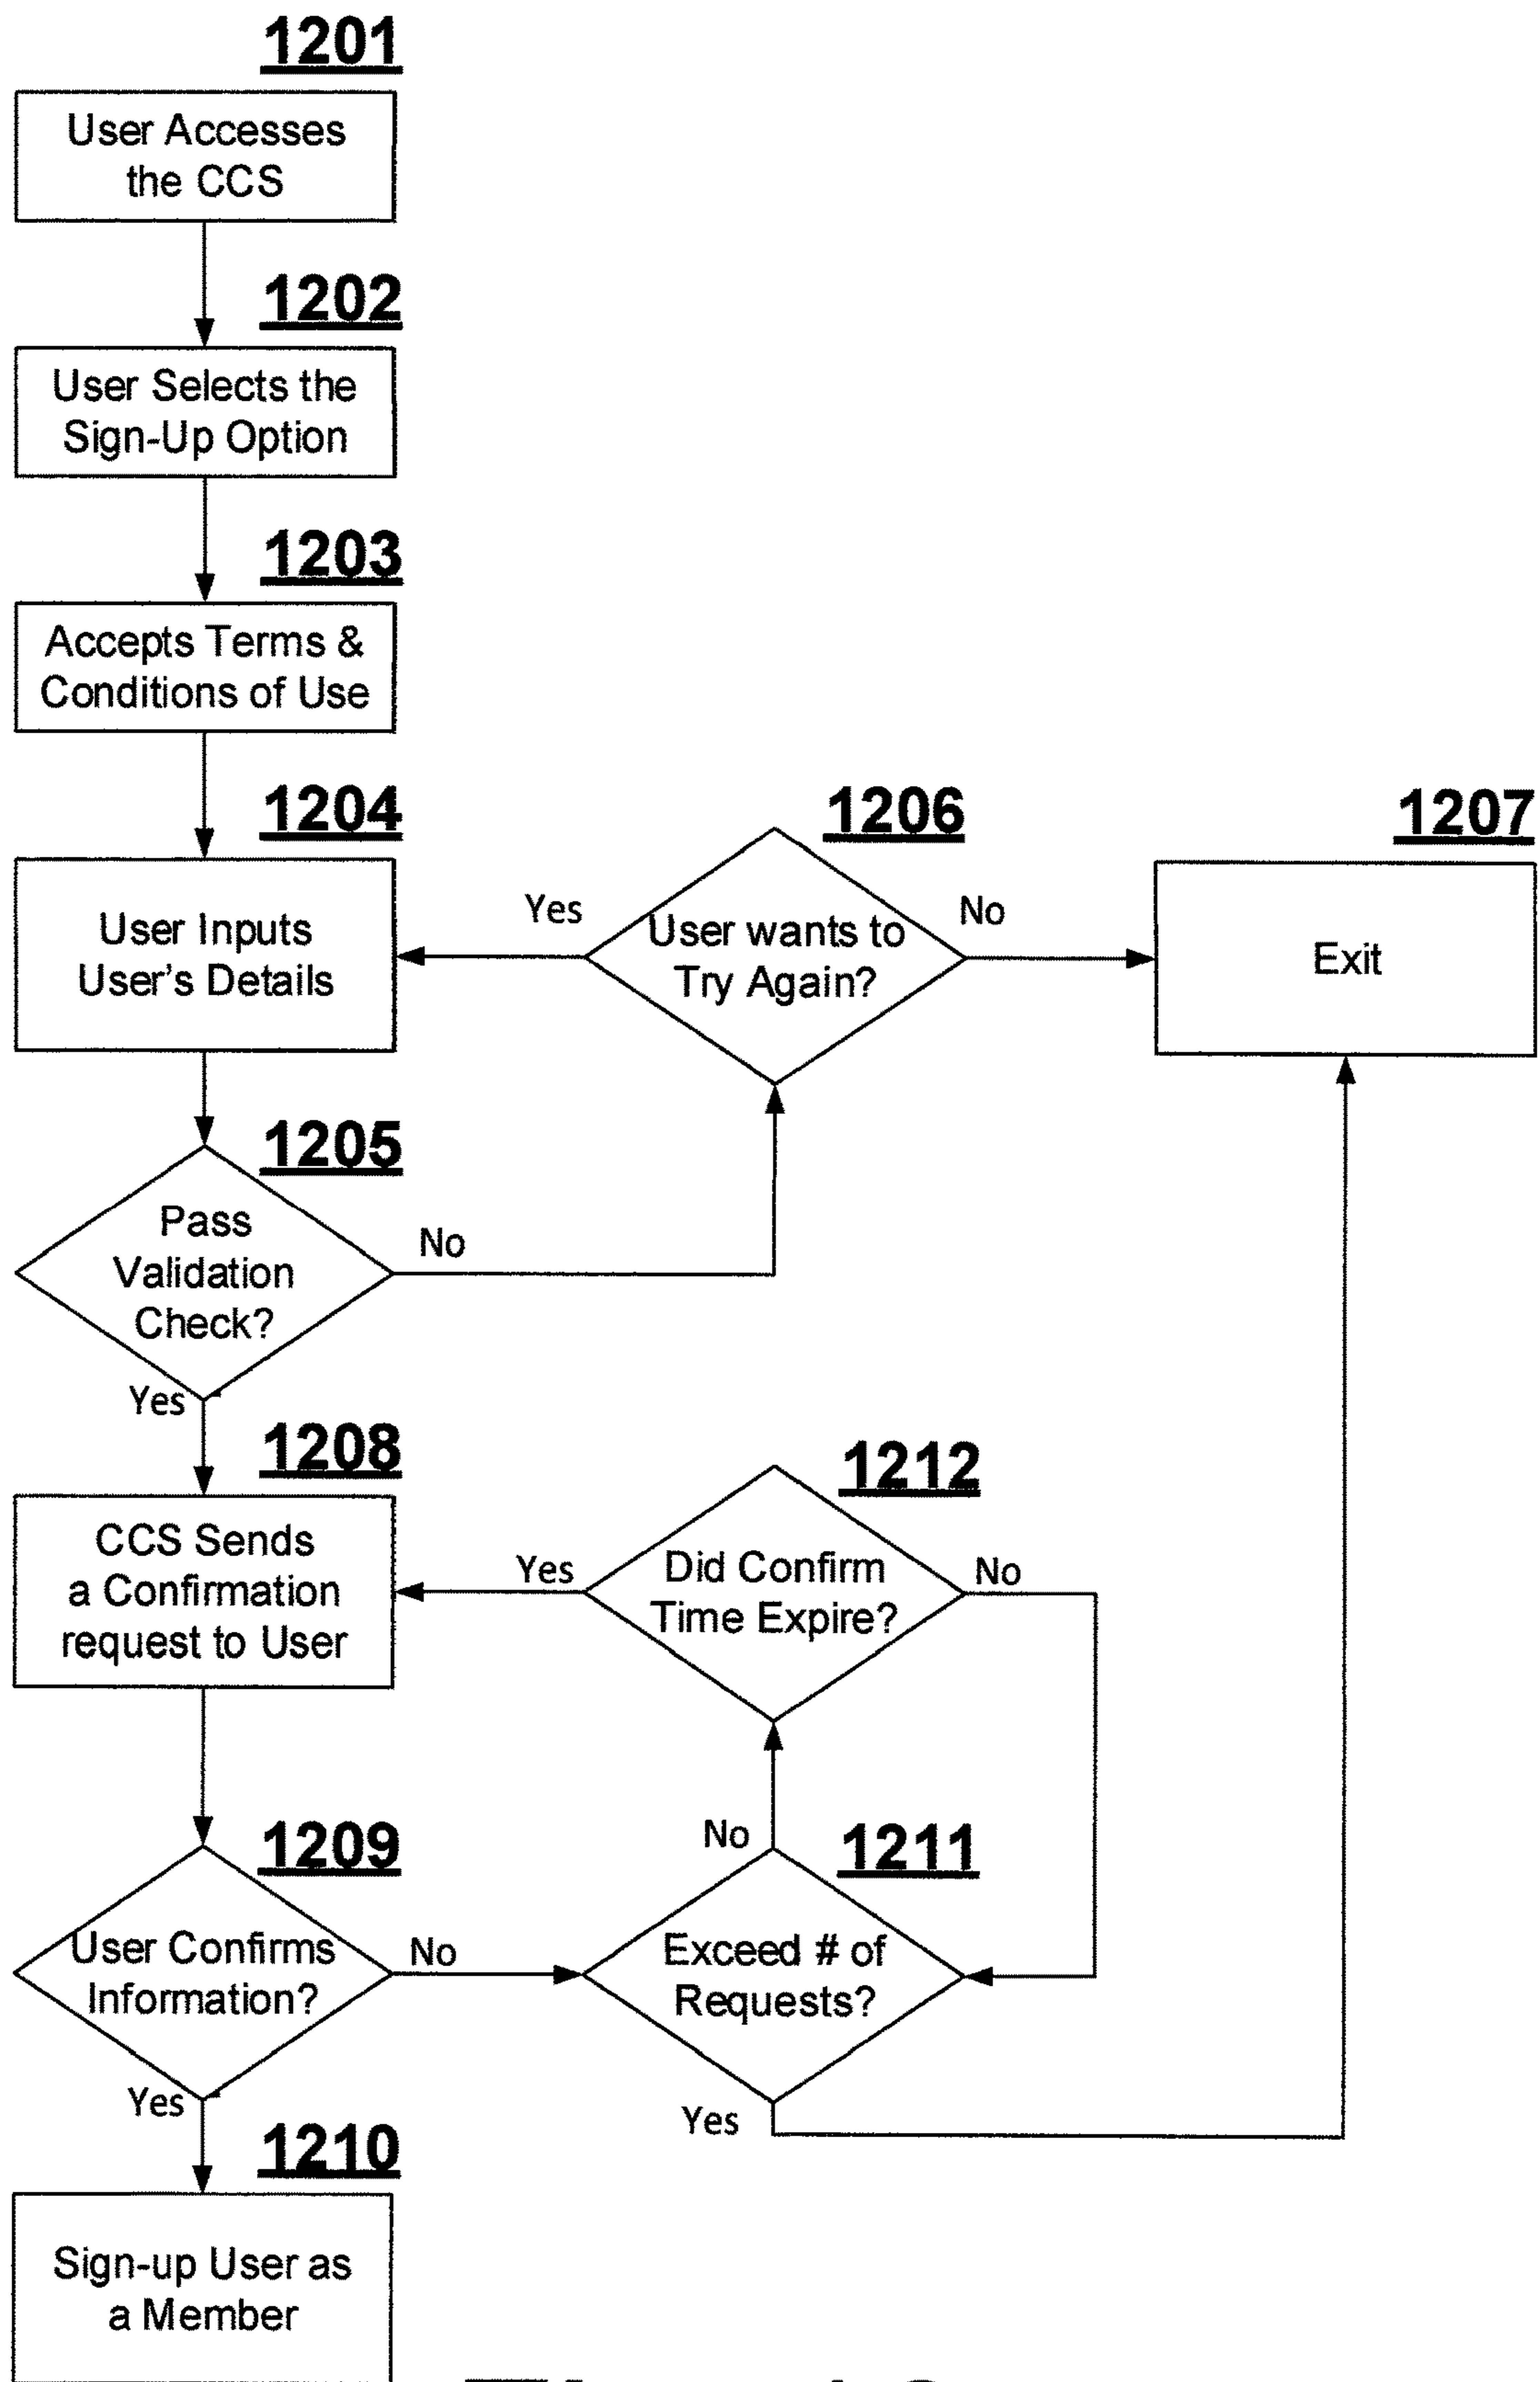 1201
User Accesses
the CCS
1202
User Selects the
Sign-Up Option
1203
Accepts Terms &
Conditions of Use
1204
User Inputs
User's Details
Yes
1206
User wants to
Try Again?
No
1207
Exit
1205
Pass
Validation
Check?
No
Yes
1208
CCS Sends
a Confirmation
request to User
Yes
1212
Did Confirm
Time Expire?
No
1209
User Confirms
Information?
No
No
1211
Exceed # of
Requests?
Yes
Yes
1210
Sign-up User as
a Member